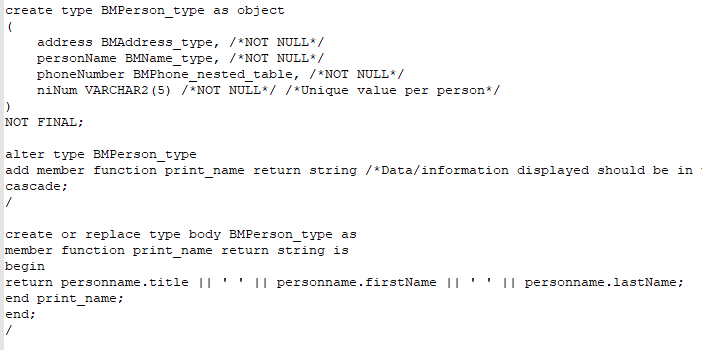 create type BMPerson_type as object
(
    address BMAddress_type, /*NOT NULL*/
    personName BMName_type, /*NOT NULL*/
    phoneNumber BMPhone_nested_table, /*NOT NULL*/
    niNum VARCHAR2(5) /*NOT NULL*/ /*Unique value per person*/
)
NOT FINAL;

alter type BMPerson_type
add member function print_name return string /*Data/information displayed should be in
cascade;
/

create or replace type body BMPerson_type as
member function print_name return string is
begin
return personname.title || ' ' || personname.firstName || ' ' || personname.lastName;
end print_name;
end;
/